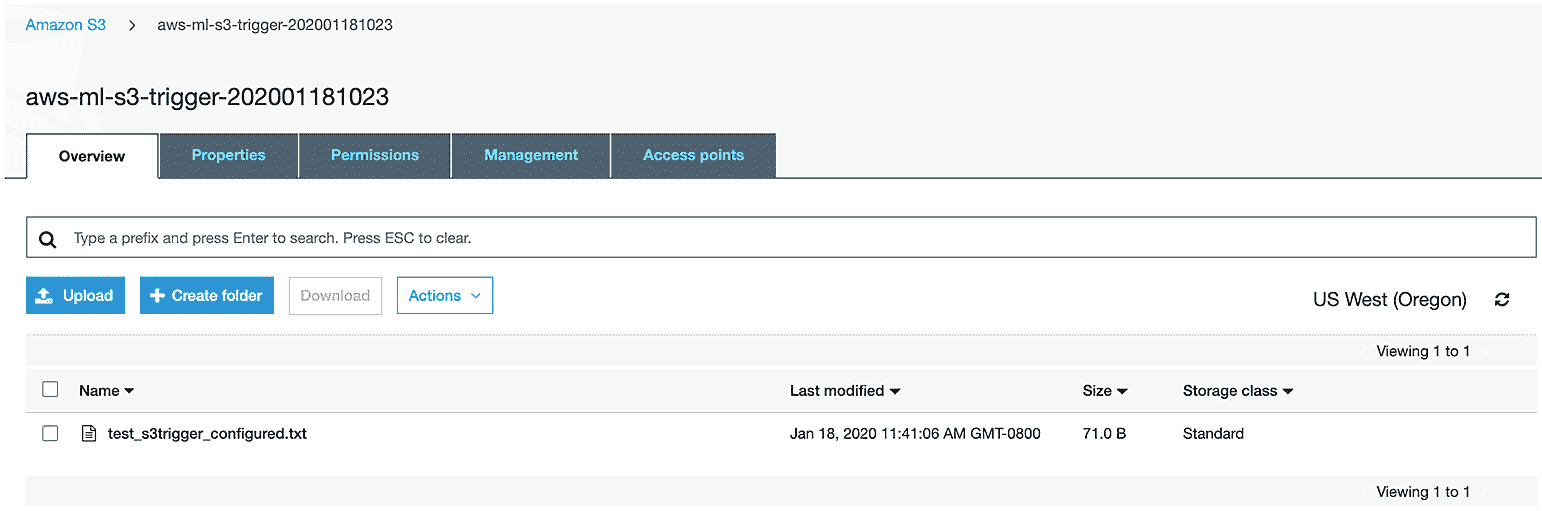 Amazon S3 > aws-ml-s3-trigger-202001181023
aws-ml-s3-trigger-202001181023
Overview Properties Permissions Management Access points
Type a prefix and press Enter to search. Press ESC to clear.
Upload Create folder Download Actions US West (Oregon)
Viewing 1 to 1
Name Last modified Size Storage class
test_s3trigger_configured.txt Jan 18, 2020 11:41:06 AM GMT-0800 71.0 B Standard
Viewing 1 to 1